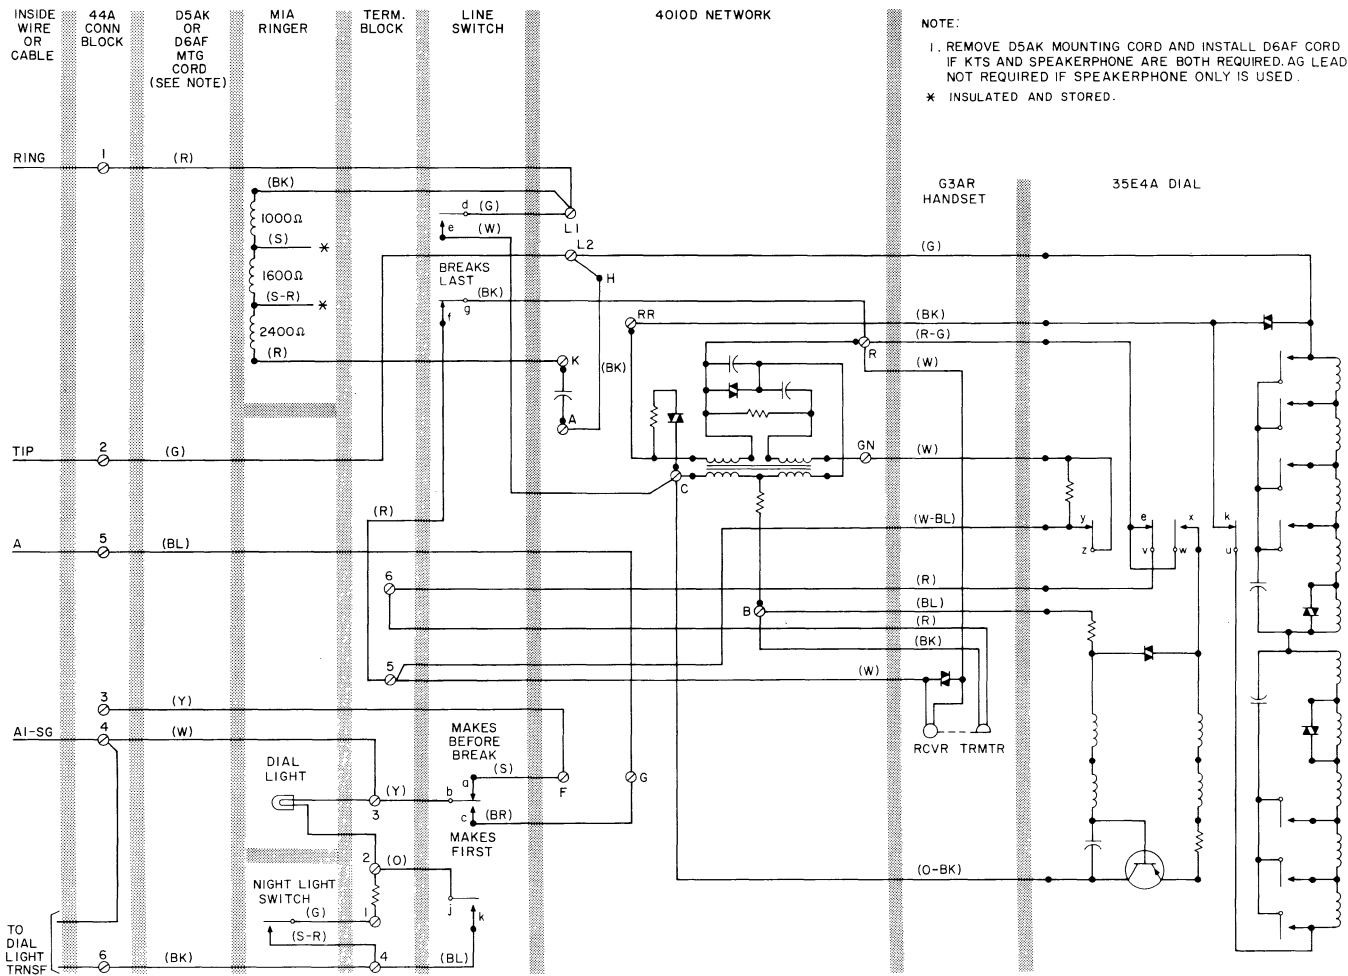 INSIDE
WIRE
OR
CABLE
44A
CONN
BLOCK
D5AK
OR
D6AF
MTG
CORD
(SEE NOTE)
MIA
RINGER
TERM.
BLOCK
LINE
SWITCH
4010D NETWORK
NOTE:
1. REMOVE D5AK MOUNTING CORD AND INSTALL D6AF CORD
IF KTS AND SPEAKERPHONE ARE BOTH REQUIRED. AG LEAD
NOT REQUIRED IF SPEAKERPHONE ONLY IS USED.
* INSULATED AND STORED.
G3AR
HANDSET
35E4A DIAL
RING
1
(R)
(BK)
1000Ω
(S)
*
1600Ω
(S-R)
*
2400Ω
(R)
d
(G)
e
(W)
L1
L2
H
(G)
BREAKS
LAST
(BK)
g
f
RR
(BK)
(R-G)
R
(W)
K
(BK)
A
TIP
2
(G)
GN
(W)
C
(R)
(W-BL)
y
z
e
v
x
w
k
u
A
5
(BL)
6
(R)
B
(BL)
(R)
(BK)
5
(W)
RCVR
TRMTR
3
(Y)
AI-SG
4
(W)
MAKES
BEFORE
BREAK
(S)
a
F
G
DIAL
LIGHT
(Y)
3
b
c
(BR)
MAKES
FIRST
2
(O)
(O-BK)
NIGHT LIGHT
SWITCH
(G)
1
j
k
(S-R)
TO
DIAL
LIGHT
TRNSF
6
(BK)
4
(BL)